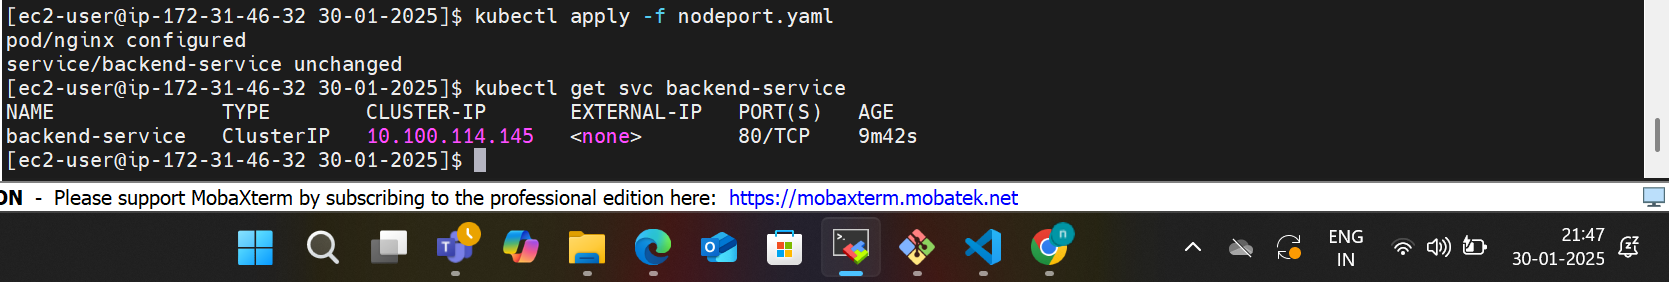 [ec2-user@ip-172-31-46-32 30-01-2025]$ kubectl apply -f nodeport.yaml
pod/nginx configured
service/backend-service unchanged
[ec2-user@ip-172-31-46-32 30-01-2025]$ kubectl get svc backend-service
NAME TYPE CLUSTER-IP EXTERNAL-IP PORT(S) AGE
backend-service ClusterIP 10.100.114.145 <none> 80/TCP 9m42s
[ec2-user@ip-172-31-46-32 30-01-2025]$
ON - Please support MobaXterm by subscribing to the professional edition here: https://mobaxterm.mobatek.net
ENG 21:47
IN 30-01-2025
n